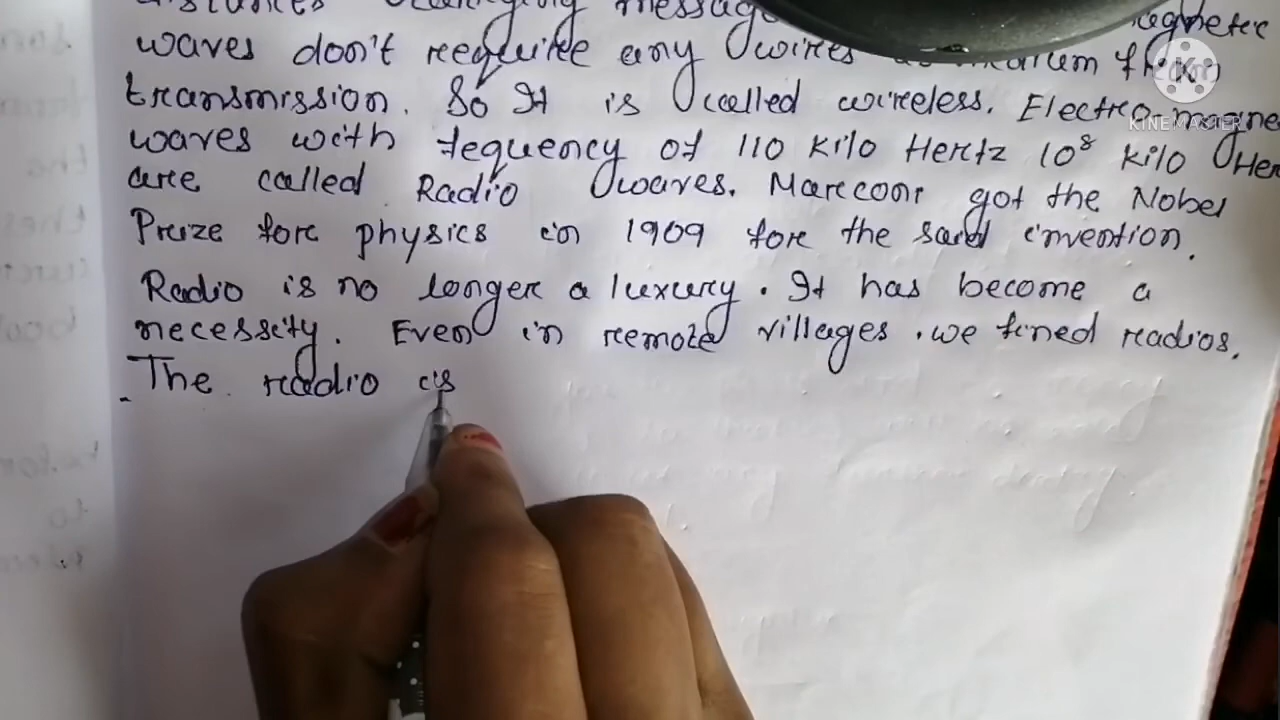 message
waves don't require any wires as medium for
transmission. So It is called wireless. Electro magne
waves with fequency of 110 Kilo Hertz 10⁸ Kilo Her
are called Radio waves. Marconi got the Nobel
Prize for physics in 1909 for the said invention.
Radio is no longer a luxury. It has become a
necessity. Even in remote villages. we fined radios.
The radio is
KINEMASTER